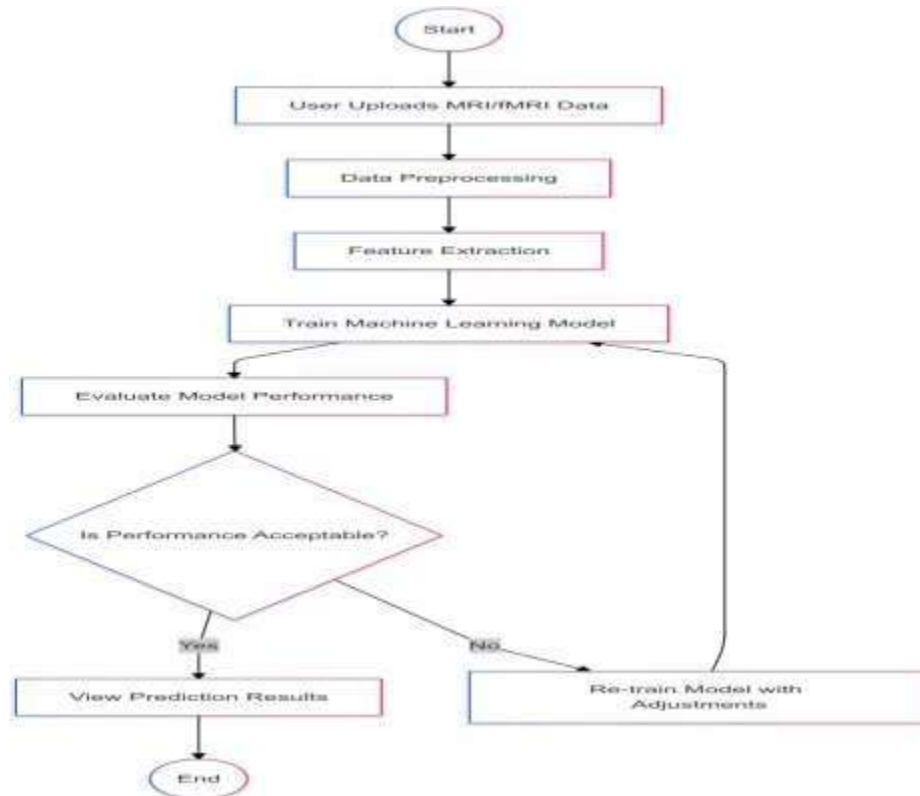 Start
User Uploads MRI/fMRI Data
Data Preprocessing
Feature Extraction
Train Machine Learning Model
Evaluate Model Performance
Is Performance Acceptable?
Yes
No
View Prediction Results
Re-train Model with
Adjustments
End